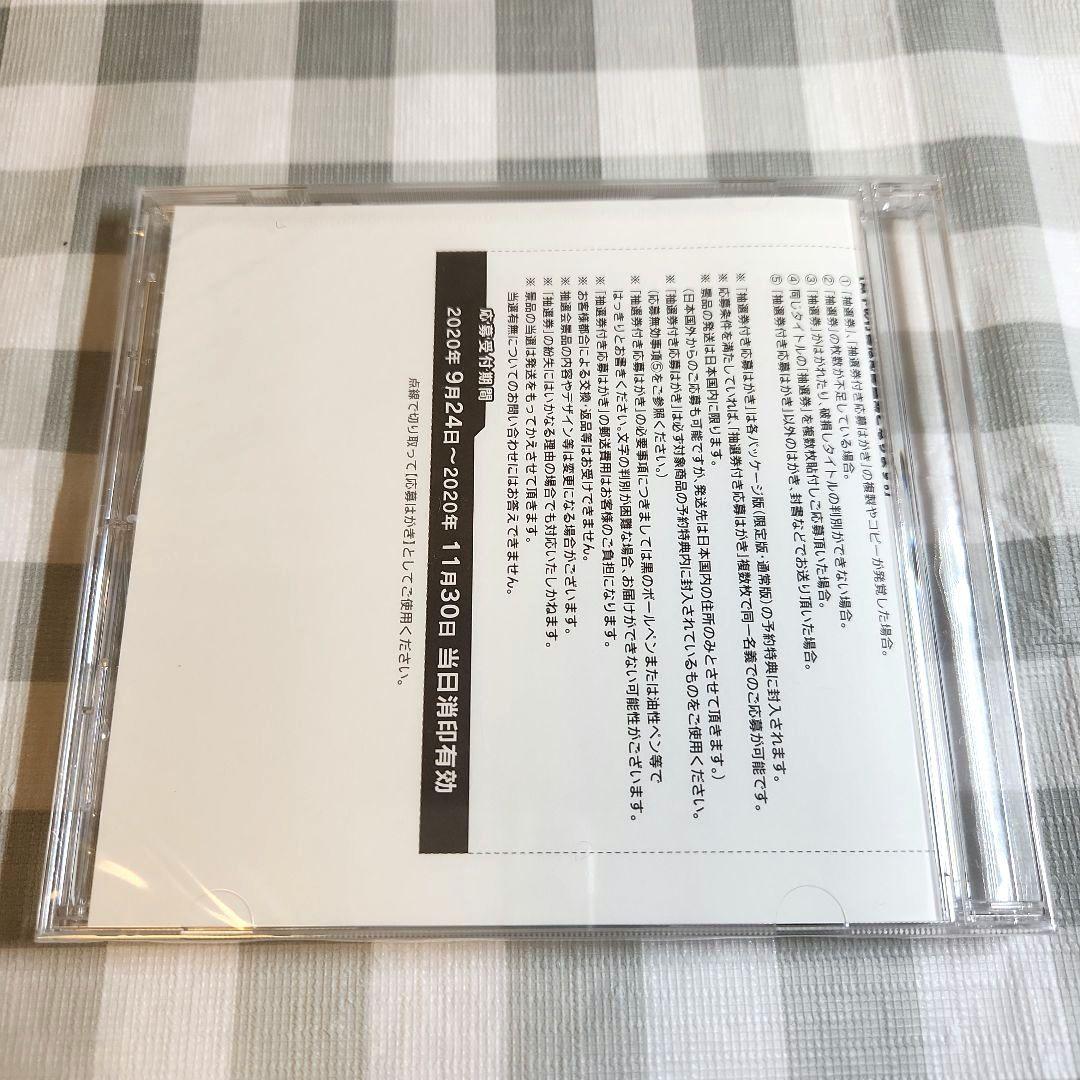 ①「抽選券」、「抽選券付き応募はがき」の複製やコピーが発覚した場合。
②「抽選券」の枚数が不足している場合。
③「抽選券」がはがれたり、破損しタイトルの判別ができない場合。
④同じタイトルの「抽選券」を複数枚貼付しご応募頂いた場合。
⑤「抽選券付き応募はがき」以外のはがき、封書などでお送り頂いた場合。
※「抽選券付き応募はがき」は各パッケージ版(限定版・通常版)の予約特典に封入されます。
※応募条件を満たしていれば、「抽選券付き応募はがき」複数枚で同一名義でのご応募が可能です。
※景品の発送は日本国内に限ります。
(日本国外からのご応募も可能ですが、発送先は日本国内の住所のみとさせて頂きます。)
※「抽選券付き応募はがき」は必ず対象商品の予約特典内に封入されているものをご使用ください。
(応募無効事項⑤をご参照ください。)
※「抽選券付き応募はがき」の必要事項につきましては黒のボールペンまたは油性ペン等で
はっきりとお書きください。文字の判別が困難な場合、お届けができない可能性がございます。
※「抽選券付き応募はがき」の郵送費用はお客様のご負担になります。
※お客様都合による交換・返品等はお受けできません。
※抽選会景品の内容やデザイン等は変更になる場合がございます。
※「抽選券」の紛失にはいかなる理由の場合でも対応いたしかねます。
※景品の当選は発送をもってかえさせて頂きます。
当選有無についてのお問い合わせにはお答えできません。
応募受付期間
2020年 9月24日〜2020年 11月30日 当日消印有効
点線で切り取って「応募はがき」としてご使用ください。